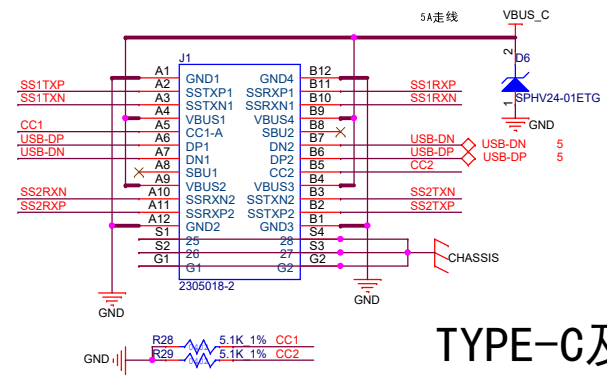 5A走线
VBUS_C
J1
2
D6
SPHV24-01ETG
1
GND
A1 GND1 GND4 B12
SS1TXP A2 SSTXP1 SSRXP1 B11 SS1RXP
SS1TXN A3 SSTXN1 SSRXN1 B10 SS1RXN
A4 VBUS1 VBUS4 B9
CC1 A5 CC1-A SBU2 B8
USB-DP A6 DP1 DN2 B7 USB-DN USB-DN 5
USB-DN A7 DN1 DP2 B6 USB-DP USB-DP 5
A8 SBU1 CC2 B5 CC2
A9 VBUS2 VBUS3 B4
SS2RXN A10 SSRXN2 SSTXN2 B3 SS2TXN
SS2RXP A11 SSRXP2 SSTXP2 B2 SS2TXP
A12 GND2 GND3 B1
S1 25 28 S4
S2 26 27 S3
G1 G1 G2 G2
CHASSIS
2305018-2
GND
GND
R28 5.1K_1% CC1
R29 5.1K_1% CC2
GND
TYPE-C及